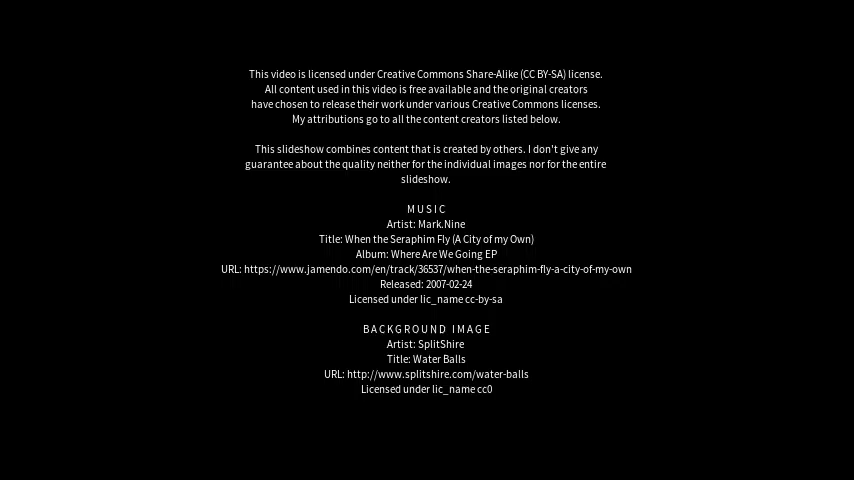 This video is licensed under Creative Commons Share-Alike (CC BY-SA) license.
All content used in this video is free available and the original creators
have chosen to release their work under various Creative Commons licenses.
My attributions go to all the content creators listed below.
This slideshow combines content that is created by others. I don't give any
guarantee about the quality neither for the individual images nor for the entire
slideshow.
MUSIC
Artist: Mark.Nine
Title: When the Seraphim Fly (A City of my Own)
Album: Where Are We Going EP
URL: https://www.jamendo.com/en/track/36537/when-the-seraphim-fly-a-city-of-my-own
Released: 2007-02-24
Licensed under lic_name cc-by-sa
BACKGROUND IMAGE
Artist: SplitShire
Title: Water Balls
URL: http://www.splitshire.com/water-balls
Licensed under lic_name cc0